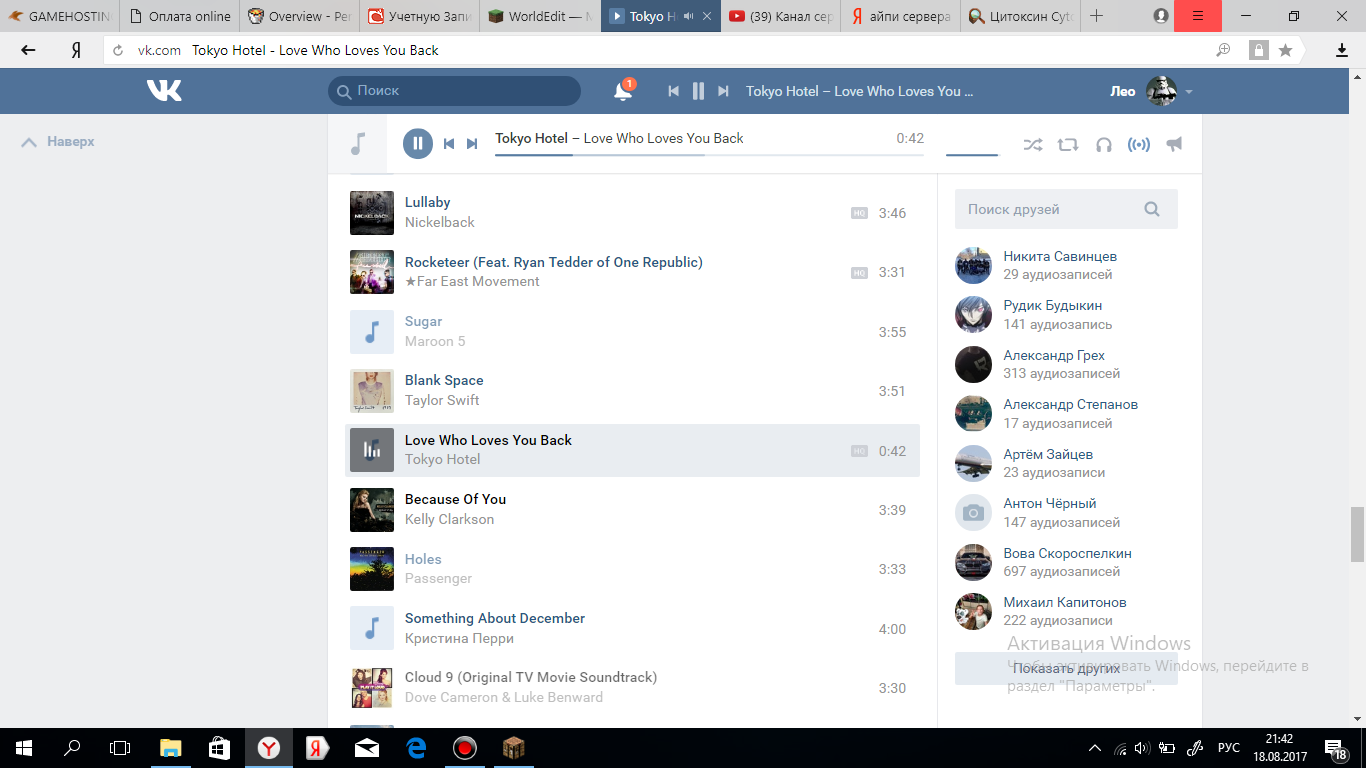 GAMEHOSTIN
Оплата online
Overview - Per
Учетную Запи
WorldEdit — M
Tokyo H
(39) Канал сер
айпи сервера
Цитоксин Cyto
Я
vk.com Tokyo Hotel - Love Who Loves You Back
Поиск
1
Tokyo Hotel – Love Who Loves You ...
Лео
Наверх
Tokyo Hotel – Love Who Loves You Back
0:42
Lullaby
Nickelback
HQ 3:46
Rocketeer (Feat. Ryan Tedder of One Republic)
★Far East Movement
HQ 3:31
Sugar
Maroon 5
3:55
Blank Space
Taylor Swift
3:51
Love Who Loves You Back
Tokyo Hotel
HQ 0:42
Because Of You
Kelly Clarkson
3:39
Holes
Passenger
3:33
Something About December
Кристина Перри
4:00
Cloud 9 (Original TV Movie Soundtrack)
Dove Cameron & Luke Benward
3:30
Поиск друзей
Никита Савинцев
29 аудиозаписей
Рудик Будыкин
141 аудиозапись
Александр Грех
313 аудиозаписей
Александр Степанов
17 аудиозаписей
Артём Зайцев
23 аудиозаписи
Антон Чёрный
147 аудиозаписей
Вова Скороспелкин
697 аудиозаписей
Михаил Капитонов
222 аудиозаписи
Показать других
Активация Windows
Чтобы активировать Windows, перейдите в
раздел "Параметры".
РУС
21:42
18.08.2017
18